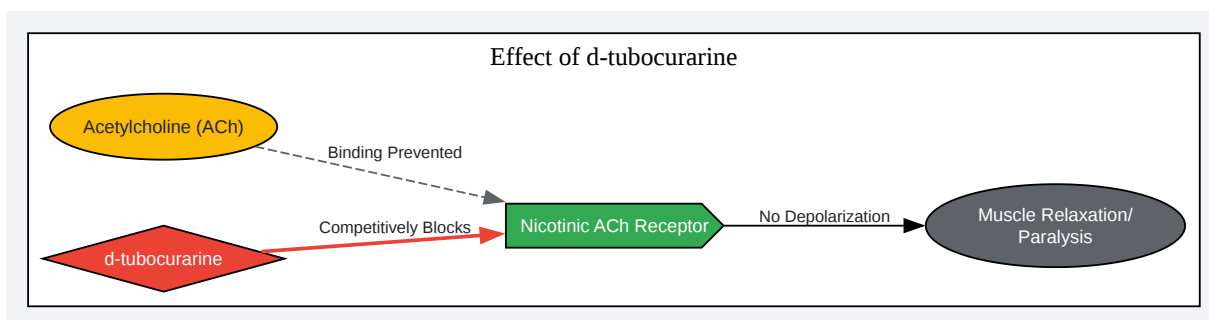 Effect of d-tubocurarine
Acetylcholine (ACh)
Binding Prevented
d-tubocurarine
Competitively Blocks
Nicotinic ACh Receptor
No Depolarization
Muscle Relaxation/
Paralysis